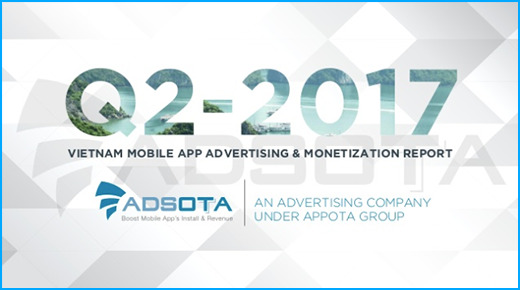 Q2-2017
VIETNAM MOBILE APP ADVERTISING & MONETIZATION REPORT
ADSOTA
Boost Mobile App's Install & Revenue
AN ADVERTISING COMPANY
UNDER APPOTA GROUP
ADSOTA